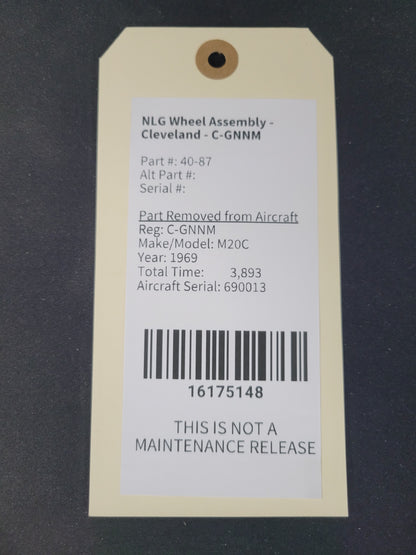 NLG Wheel Assembly -
Cleveland - C-GNNM
Part #: 40-87
Alt Part #:
Serial #:
Part Removed from Aircraft
Reg: C-GNNM
Make/Model: M20C
Year: 1969
Total Time: 3,893
Aircraft Serial: 690013
16175148
THIS IS NOT A
MAINTENANCE RELEASE